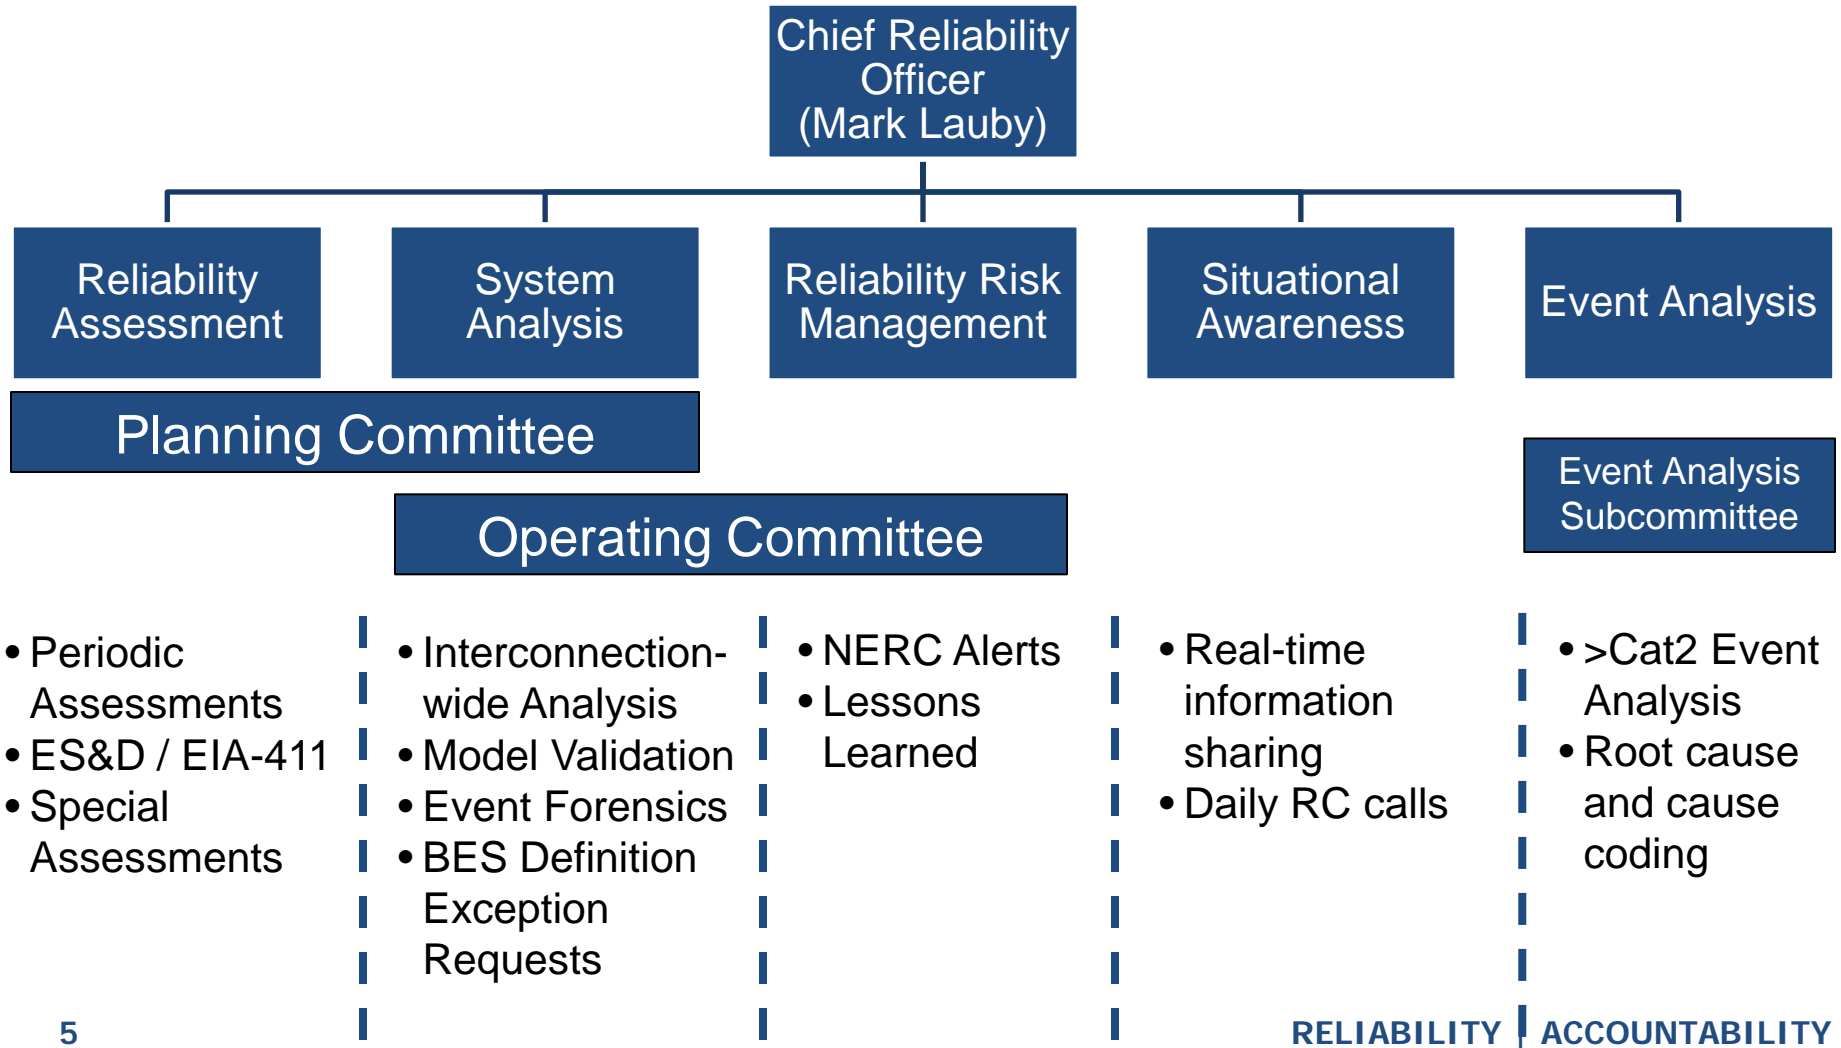 Chief Reliability
Officer
(Mark Lauby)
Reliability
Assessment
System
Analysis
Reliability Risk
Management
Situational
Awareness
Event Analysis
Planning Committee
Operating Committee
Event Analysis
Subcommittee
• Periodic
Assessments
• ES&D / EIA-411
• Special
Assessments
• Interconnection-
wide Analysis
• Model Validation
• Event Forensics
• BES Definition
Exception
Requests
• NERC Alerts
• Lessons
Learned
• Real-time
information
sharing
• Daily RC calls
• >Cat2 Event
Analysis
• Root cause
and cause
coding
5
RELIABILITY | ACCOUNTABILITY